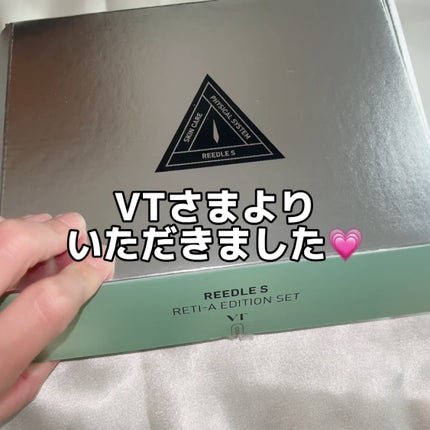 PHYSICAL SYSTEM
SKIN CARE
REEDLE S
VTさまより
いただきました💗
REEDLE S
RETI-A EDITION SET
VT